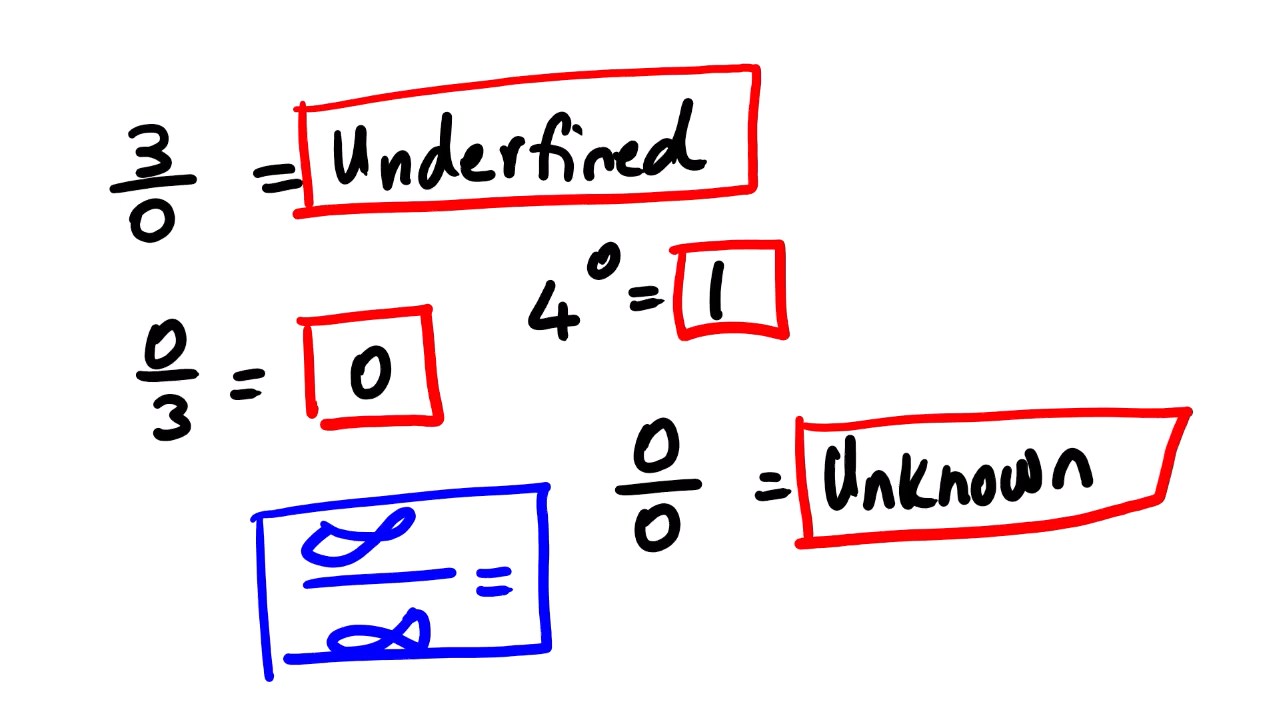 3/0 = Underfined
4⁰ = 1
0/3 = 0
0/0 = Unknown
∞/∞ =